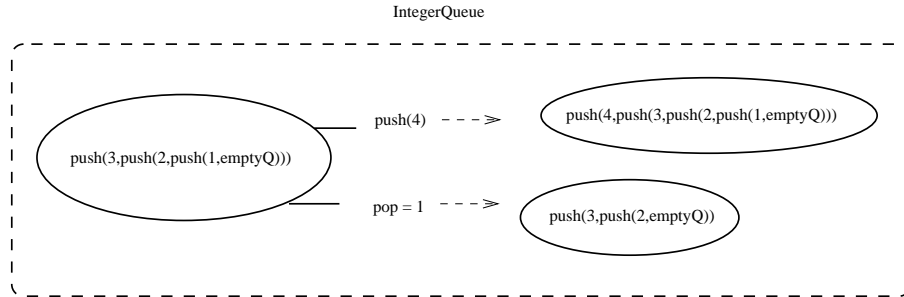 IntegerQueue
push(3,push(2,push(1,emptyQ)))
push(4)
push(4,push(3,push(2,push(1,emptyQ))))
pop = 1
push(3,push(2,emptyQ))